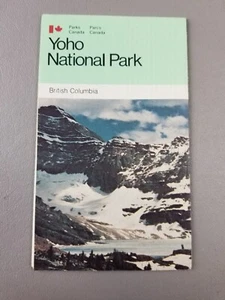 Parks Parcs
Canada Canada
Yoho
National Park
British Columbia